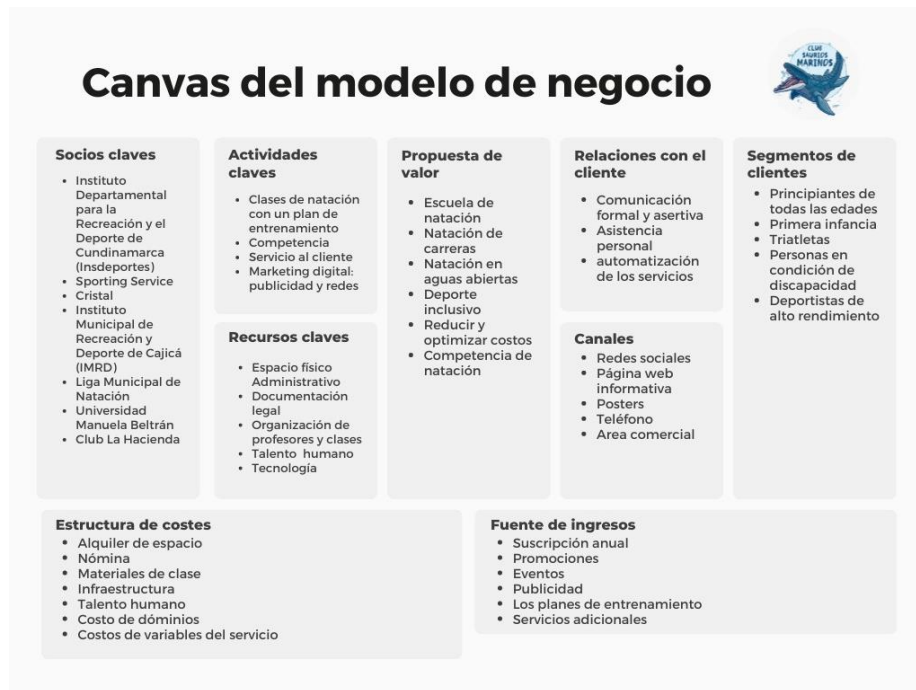 Canvas del modelo de negocio
CLUB
SAURIOS
MARINOS
Socios claves
• Instituto
Departamental
para la
Recreación y el
Deporte de
Cundinamarca
(Insdeportes)
• Sporting Service
• Cristal
• Instituto
Municipal de
Recreación y
Deporte de Cajicá
(IMRD)
• Liga Municipal de
Natación
• Universidad
Manuela Beltrán
• Club La Hacienda
Actividades
claves
• Clases de natación
con un plan de
entrenamiento
• Competencia
• Servicio al cliente
• Marketing digital:
publicidad y redes
Recursos claves
• Espacio físico
Administrativo
• Documentación
legal
• Organización de
profesores y clases
• Talento humano
• Tecnología
Propuesta de
valor
• Escuela de
natación
• Natación de
carreras
• Natación en
aguas abiertas
• Deporte
inclusivo
• Reducir y
optimizar costos
• Competencia de
natación
Relaciones con el
cliente
• Comunicación
formal y asertiva
• Asistencia
personal
• automatización
de los servicios
Canales
• Redes sociales
• Página web
informativa
• Posters
• Teléfono
• Area comercial
Segmentos de
clientes
• Principiantes de
todas las edades
• Primera infancia
• Triatletas
• Personas en
condición de
discapacidad
• Deportistas de
alto rendimiento
Estructura de costes
• Alquiler de espacio
• Nómina
• Materiales de clase
• Infraestructura
• Talento humano
• Costo de dóminios
• Costos de variables del servicio
Fuente de ingresos
• Suscripción anual
• Promociones
• Eventos
• Publicidad
• Los planes de entrenamiento
• Servicios adicionales